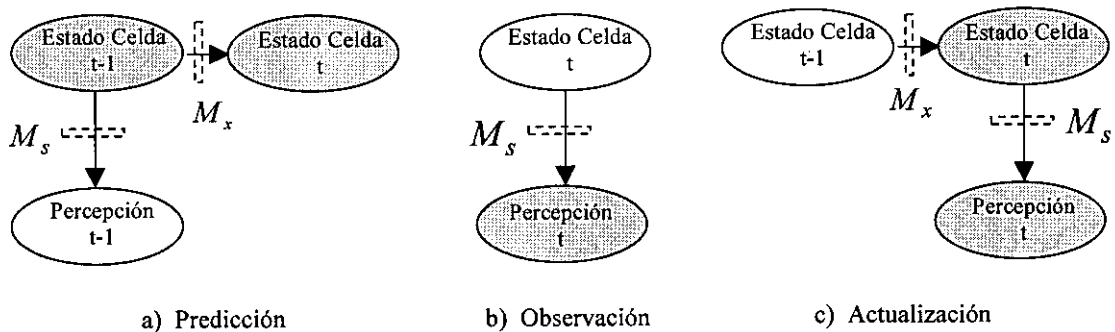 Estado Celda
t-1
Estado Celda
t
M_x
M_s
Percepción
t-1
a) Predicción
Estado Celda
t
M_s
Percepción
t
b) Observación
Estado Celda
t-1
Estado Celda
t
M_x
M_s
Percepción
t
c) Actualización